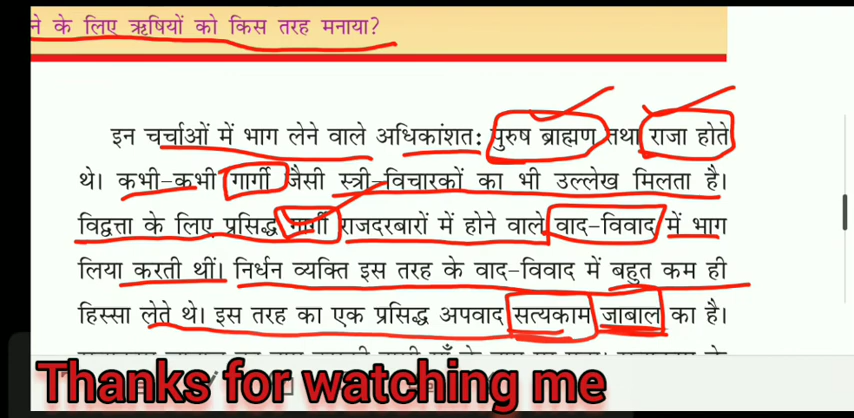 ने के लिए ऋषियों को किस तरह मनाया?
इन चर्चाओं में भाग लेने वाले अधिकांशतः पुरुष ब्राह्मण तथा राजा होते
थे। कभी-कभी गार्गी जैसी स्त्री-विचारकों का भी उल्लेख मिलता है।
विद्वत्ता के लिए प्रसिद्ध गार्गी राजदरबारों में होने वाले वाद-विवाद में भाग
लिया करती थीं। निर्धन व्यक्ति इस तरह के वाद-विवाद में बहुत कम ही
हिस्सा लेते थे। इस तरह का एक प्रसिद्ध अपवाद सत्यकाम जाबाल का है।
Thanks for watching me